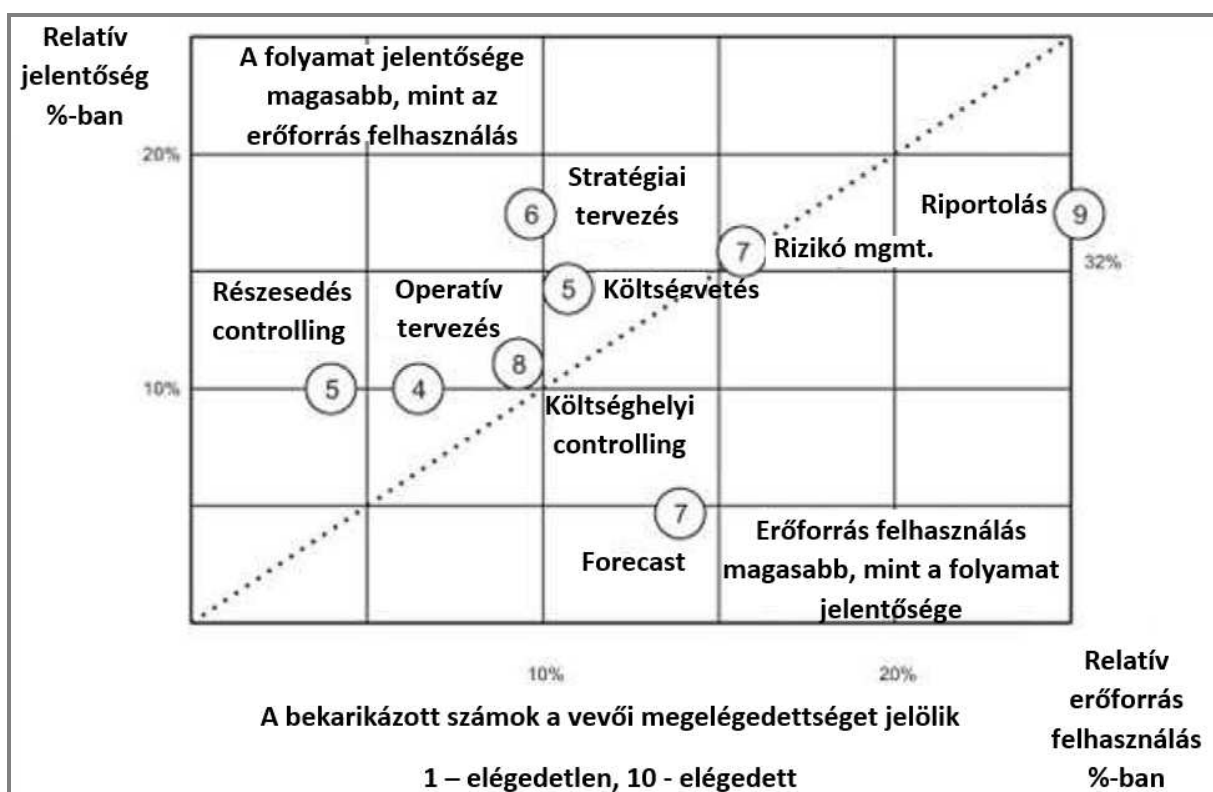 Relatív
jelentőség
%-ban
A folyamat jelentősége
magasabb, mint az
erőforrás felhasználás
20%
Stratégiai
tervezés
6
Riportolás
9
7
Rizikó mgmt.
32%
Részesedés
controlling
Operatív
tervezés
5
Költségvetés
8
10%
5
4
Költséghelyi
controlling
7
Forecast
Erőforrás felhasználás
magasabb, mint a folyamat
jelentősége
10%
20%
Relatív
erőforrás
felhasználás
%-ban
A bekarikázott számok a vevői megelégedettséget jelölik
1 – elégedetlen, 10 - elégedett